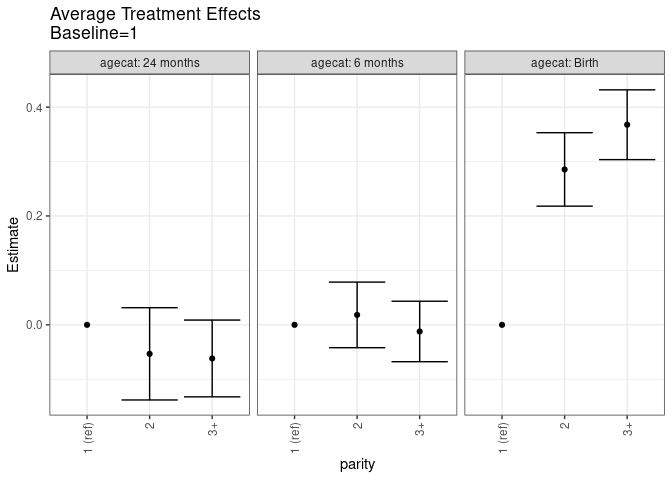 Average Treatment Effects
Baseline=1
agecat: 24 months
agecat: 6 months
agecat: Birth
Estimate
0.4
0.2
0.0
1 (ref)
2
3+
1 (ref)
2
3+
1 (ref)
2
3+
parity